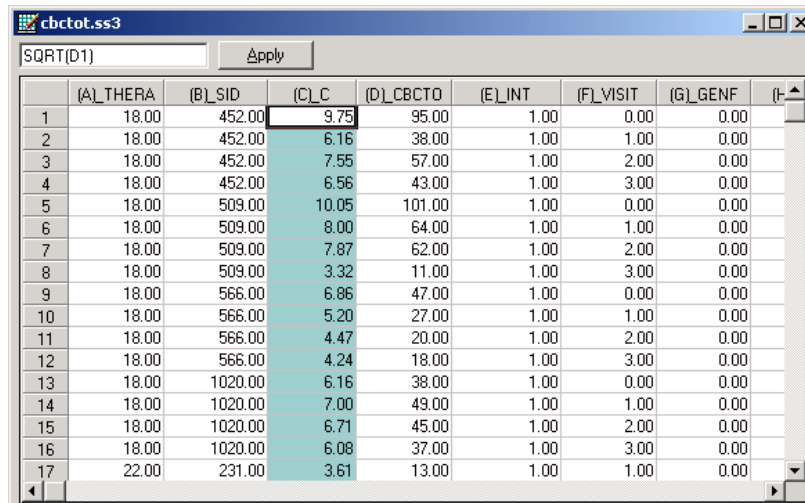 cbctot.ss3
SQRT(D1) Apply
(A)_THERA (B)_SID (C)_C (D)_CBCTO (E)_INT (F)_VISIT (G)_GENF (H
1 18.00 452.00 9.75 95.00 1.00 0.00 0.00
2 18.00 452.00 6.16 38.00 1.00 1.00 0.00
3 18.00 452.00 7.55 57.00 1.00 2.00 0.00
4 18.00 452.00 6.56 43.00 1.00 3.00 0.00
5 18.00 509.00 10.05 101.00 1.00 0.00 0.00
6 18.00 509.00 8.00 64.00 1.00 1.00 0.00
7 18.00 509.00 7.87 62.00 1.00 2.00 0.00
8 18.00 509.00 3.32 11.00 1.00 3.00 0.00
9 18.00 566.00 6.86 47.00 1.00 0.00 0.00
10 18.00 566.00 5.20 27.00 1.00 1.00 0.00
11 18.00 566.00 4.47 20.00 1.00 2.00 0.00
12 18.00 566.00 4.24 18.00 1.00 3.00 0.00
13 18.00 1020.00 6.16 38.00 1.00 0.00 0.00
14 18.00 1020.00 7.00 49.00 1.00 1.00 0.00
15 18.00 1020.00 6.71 45.00 1.00 2.00 0.00
16 18.00 1020.00 6.08 37.00 1.00 3.00 0.00
17 22.00 231.00 3.61 13.00 1.00 1.00 0.00